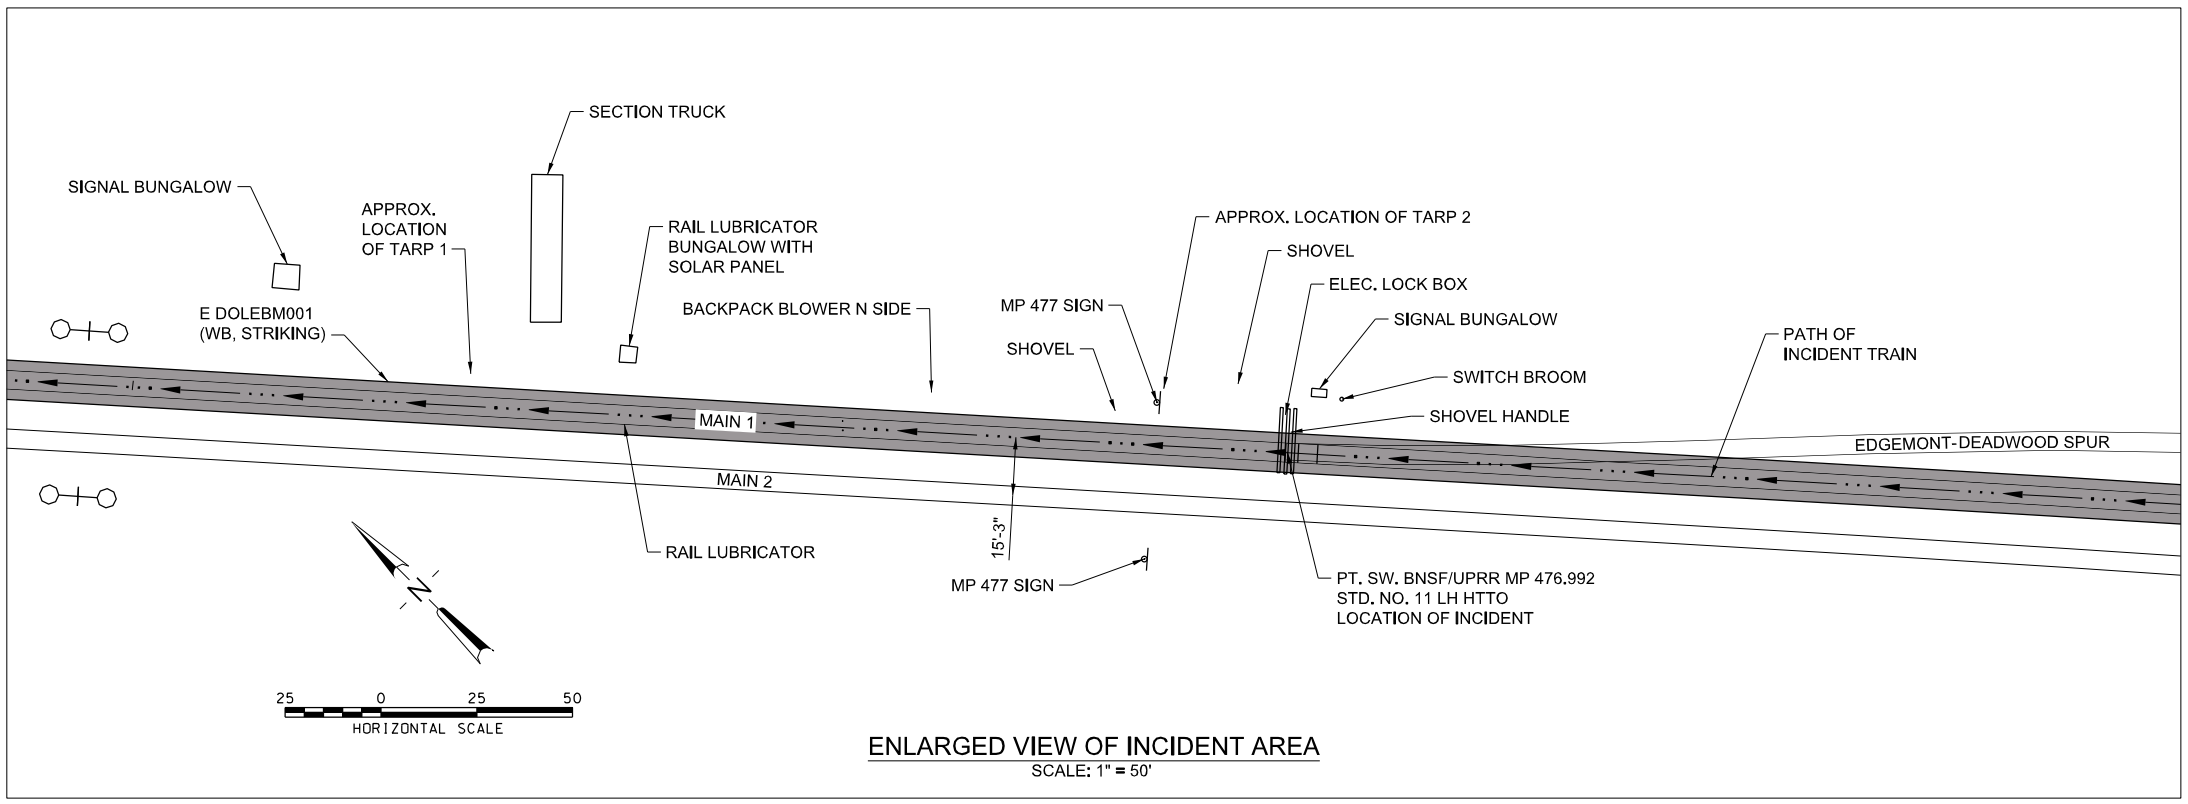 SECTION TRUCK
SIGNAL BUNGALOW
APPROX.
LOCATION
OF TARP 1
RAIL LUBRICATOR
BUNGALOW WITH
SOLAR PANEL
APPROX. LOCATION OF TARP 2
SHOVEL
ELEC. LOCK BOX
E DOLEBM001
(WB, STRIKING)
BACKPACK BLOWER N SIDE
MP 477 SIGN
SIGNAL BUNGALOW
SHOVEL
PATH OF
INCIDENT TRAIN
SWITCH BROOM
SHOVEL HANDLE
MAIN 1
EDGEMONT-DEADWOOD SPUR
MAIN 2
15'-3"
RAIL LUBRICATOR
MP 477 SIGN
PT. SW. BNSF/UPRR MP 476.992
STD. NO. 11 LH HTTO
LOCATION OF INCIDENT
N
25 0 25 50
HORIZONTAL SCALE
ENLARGED VIEW OF INCIDENT AREA
SCALE: 1" = 50'